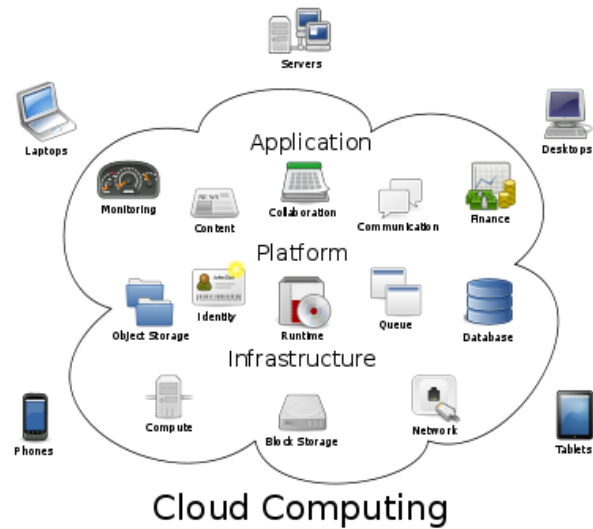 Servers
Laptops
Desktops
Application
Monitoring
Content
Collaboration
Communication
Finance
NEWS
Platform
Object Storage
Identity
Runtime
Queue
Database
Infrastructure
Compute
Block Storage
Network
Phones
Tablets
Cloud Computing